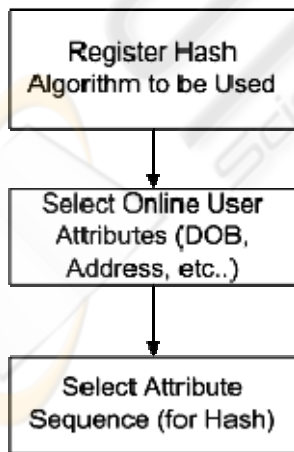 Register Hash
Algorithm to be Used
Select Online User
Attributes (DOB,
Address, etc..)
Select Attribute
Sequence (for Hash)